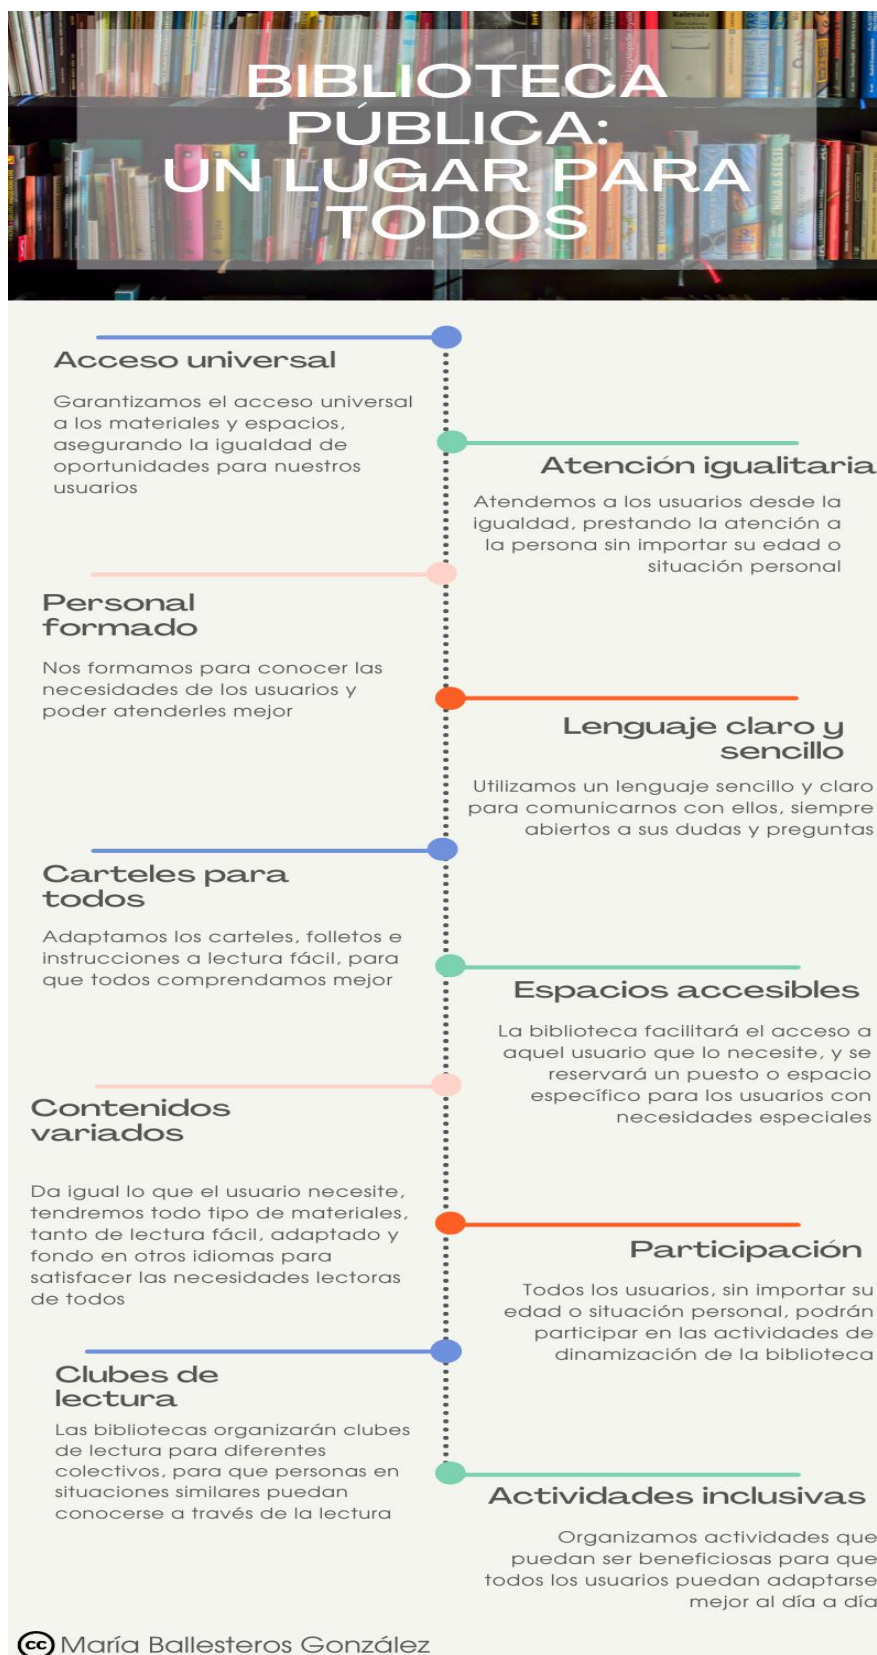 BIBLIOTECA
PÚBLICA:
UN LUGAR PARA
TODOS
Acceso universal
Garantizamos el acceso universal
a los materiales y espacios,
asegurando la igualdad de
oportunidades para nuestros
usuarios
Atención igualitaria
Atendemos a los usuarios desde la
igualdad, prestando la atención a
la persona sin importar su edad o
situación personal
Personal
formado
Nos formamos para conocer las
necesidades de los usuarios y
poder atenderles mejor
Lenguaje claro y
sencillo
Utilizamos un lenguaje sencillo y claro
para comunicarnos con ellos, siempre
abiertos a sus dudas y preguntas
Carteles para
todos
Adaptamos los carteles, folletos e
instrucciones a lectura fácil, para
que todos comprendamos mejor
Espacios accesibles
La biblioteca facilitará el acceso a
aquel usuario que lo necesite, y se
reservará un puesto o espacio
específico para los usuarios con
necesidades especiales
Contenidos
variados
Da igual lo que el usuario necesite,
tendremos todo tipo de materiales,
tanto de lectura fácil, adaptado y
fondo en otros idiomas para
satisfacer las necesidades lectoras
de todos
Participación
Todos los usuarios, sin importar su
edad o situación personal, podrán
participar en las actividades de
dinamización de la biblioteca
Clubes de
lectura
Las bibliotecas organizarán clubes
de lectura para diferentes
colectivos, para que personas en
situaciones similares puedan
conocerse a través de la lectura
Actividades inclusivas
Organizamos actividades que
puedan ser beneficiosas para que
todos los usuarios puedan adaptarse
mejor al día a día
cc María Ballesteros González